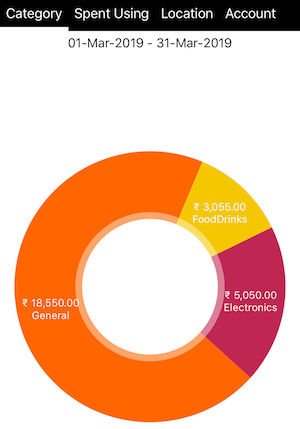 Category Spent Using Location Account
01-Mar-2019 - 31-Mar-2019
₹ 3,055.00
FoodDrinks
₹ 5,050.00
Electronics
₹ 18,550.00
General